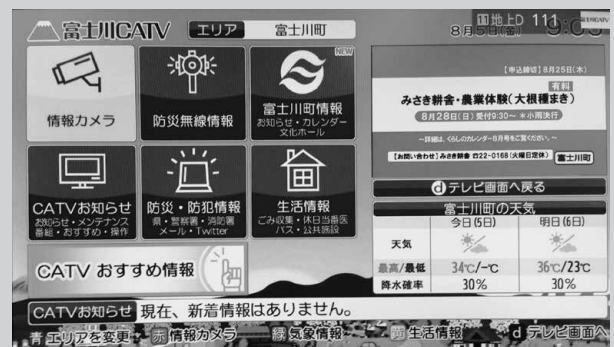 富士川CATV エリア 富士川町
国地上D 111
8月5日(金) 9:03
情報カメラ
防災無線情報
NEW
富士川町情報
お知らせ・カレンダー
文化ホール
CATVお知らせ
お知らせ・メンテナンス
番組・おすすめ・操作
防災・防犯情報
県・警察署・消防署
メール・Twitter
生活情報
ごみ収集・休日当番医
バス・公共施設
CATV おすすめ情報
【申込締切】8月25日(木)
有料
みさき耕舎・農業体験(大根種まき)
8月28日(日)受付9:30~ *小雨決行
~詳細は、くらしのカレンダー8月号をご覧ください。~
【お問い合わせ】みさき耕舎 ☎22-0168(火曜日定休) 富士川町
d テレビ画面へ戻る
富士川町の天気
今日(5日) 明日(6日)
天気
最高/最低 34℃/-℃ 36℃/23℃
降水確率 30% 30%
CATVお知らせ 現在、新着情報はありません。
青 エリアを変更 赤 情報カメラ 緑 気象情報 黄 生活情報 d テレビ画面へ